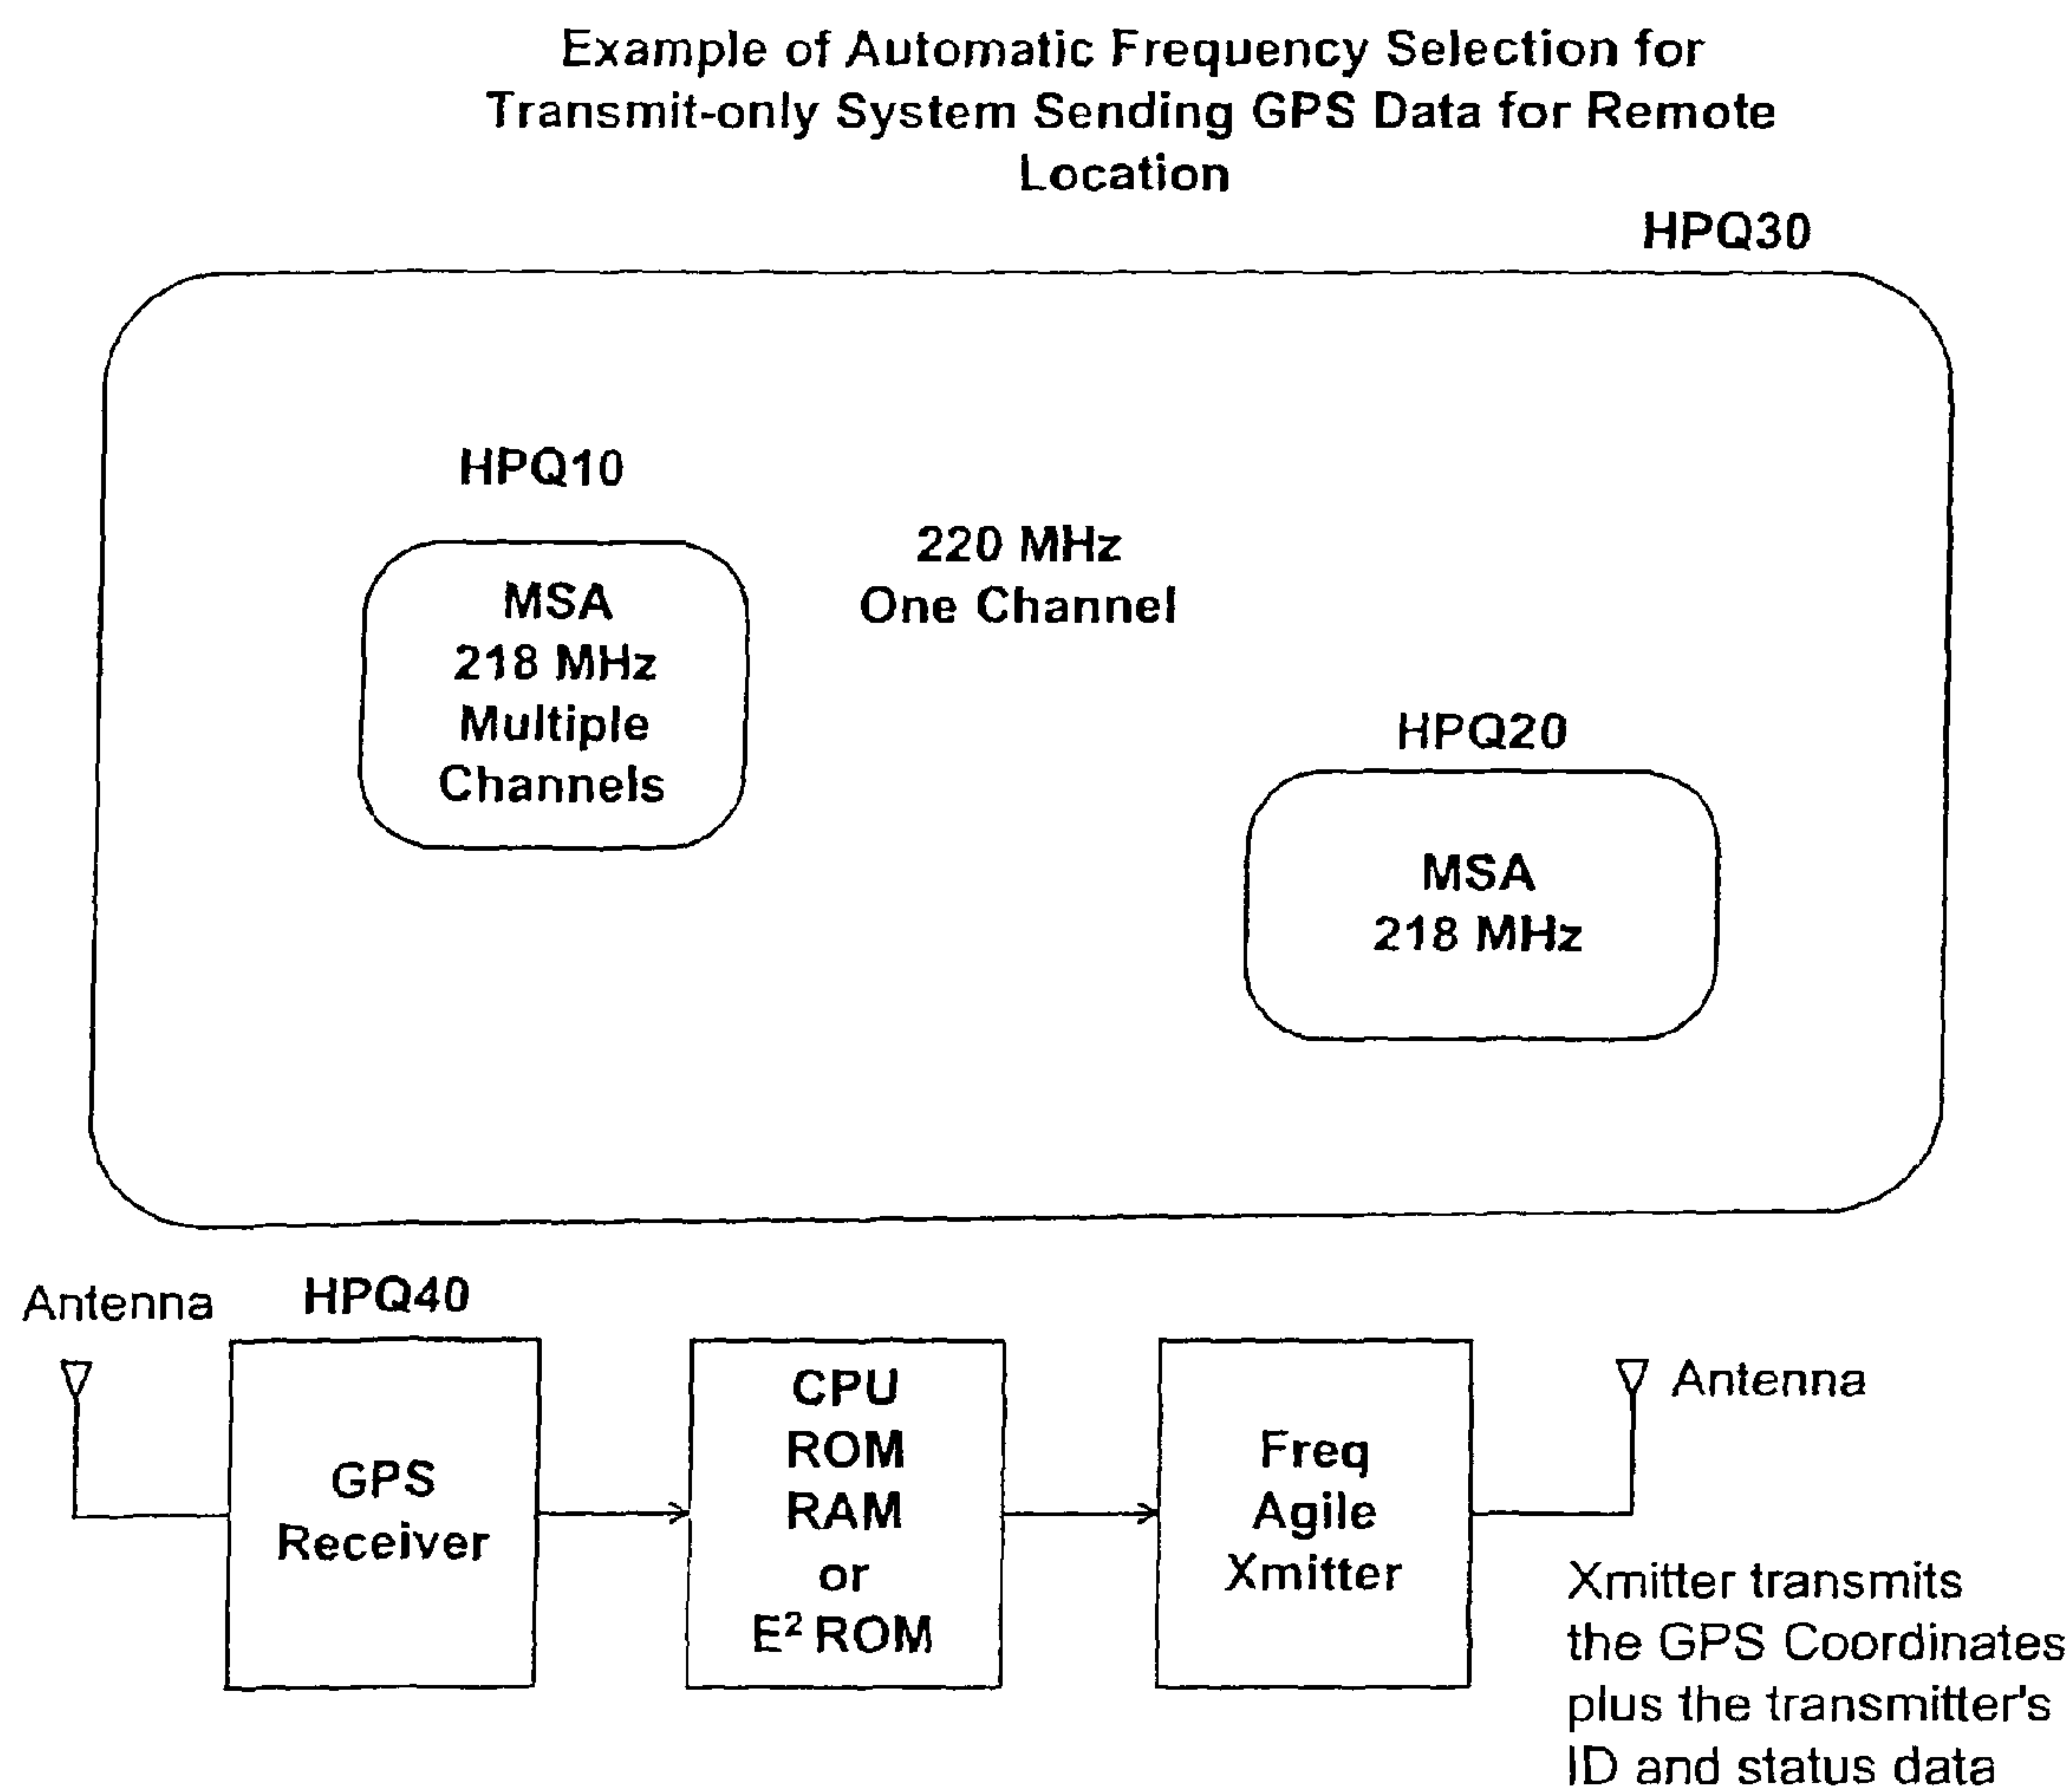 Example of Automatic Frequency Selection for
Transmit-only System Sending GPS Data for Remote
Location
HPQ30
HPQ10
220 MHz
One Channel
MSA
218 MHz
Multiple
Channels
HPQ20
MSA
218 MHz
Antenna
HPQ40
GPS
Receiver
CPU
ROM
RAM
or
E² ROM
Freq
Agile
Xmitter
Antenna
Xmitter transmits
the GPS Coordinates
plus the transmitter's
ID and status data